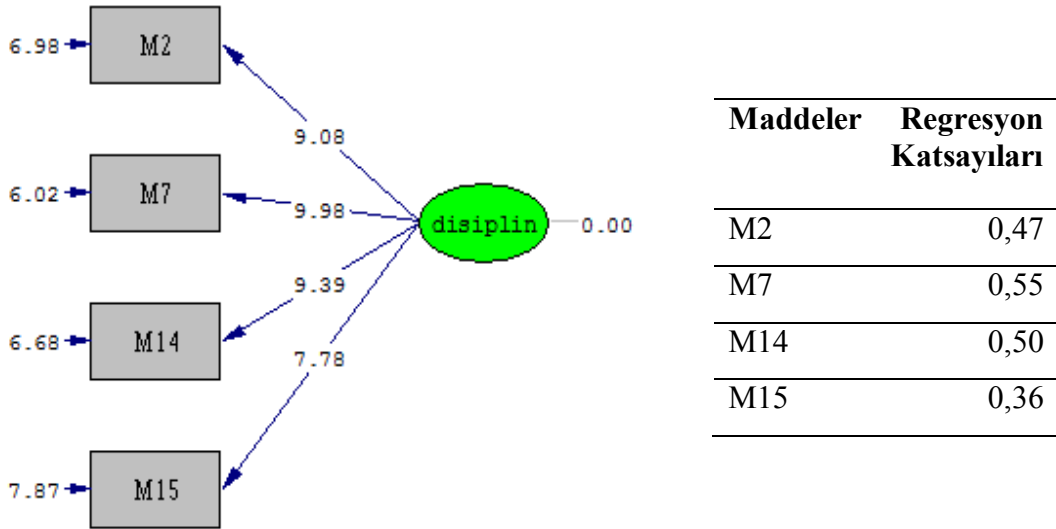 6.98 M2
9.08
6.02 M7
9.98
disiplin 0.00
9.39
6.68 M14
7.78
7.87 M15
Maddeler Regresyon
Katsayıları
M2 0,47
M7 0,55
M14 0,50
M15 0,36